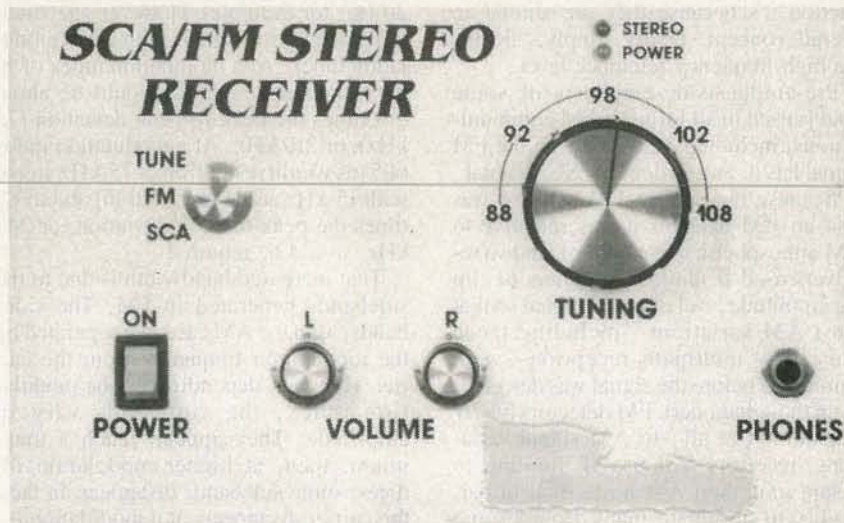 SCA/FM STEREO
RECEIVER
STEREO
POWER
TUNE
FM
SCA
88
92
98
102
108
TUNING
ON
POWER
L
R
VOLUME
PHONES